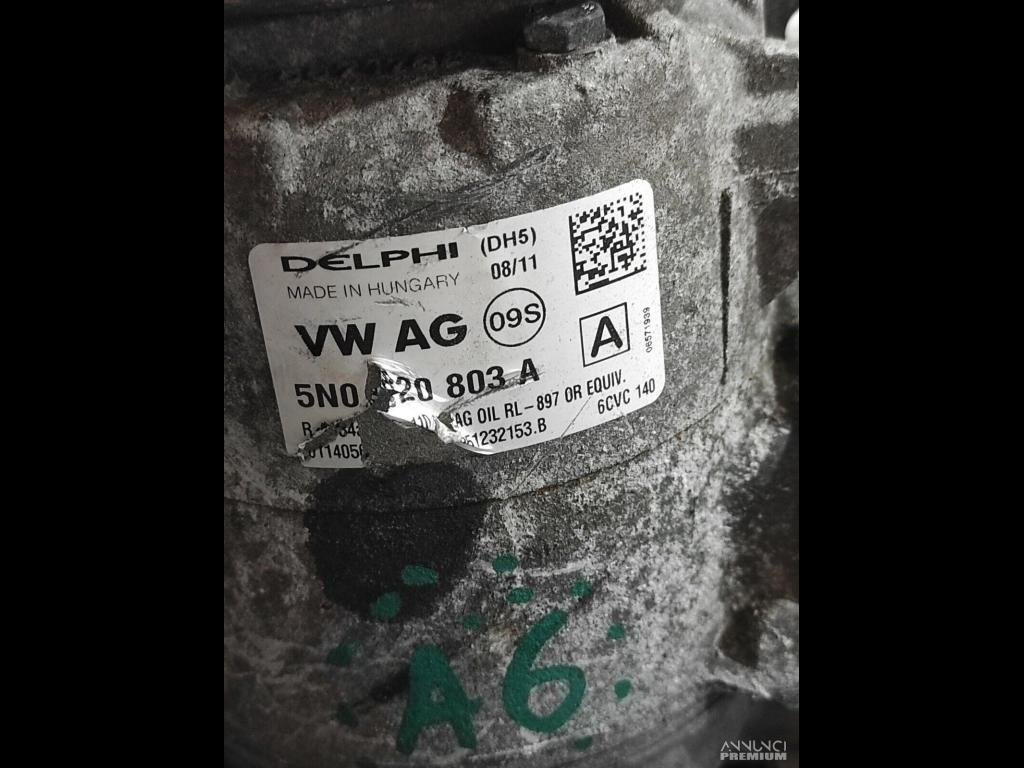 DELPHI (DH5)
MADE IN HUNGARY 08/11
VW AG 09S A
06571939
5N0 820 803 A
AG OIL RL-897 OR EQUIV.
6CVC 140
A6
ANNUNCI
PREMIUM